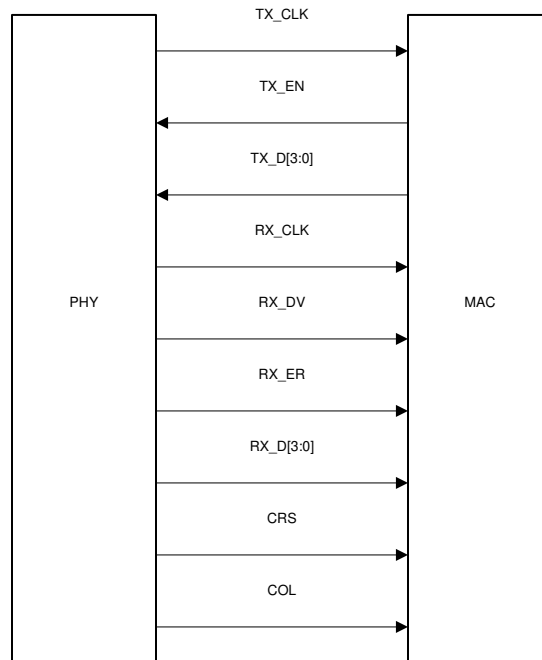 TX_CLK
TX_EN
TX_D[3:0]
RX_CLK
PHY
RX_DV
MAC
RX_ER
RX_D[3:0]
CRS
COL